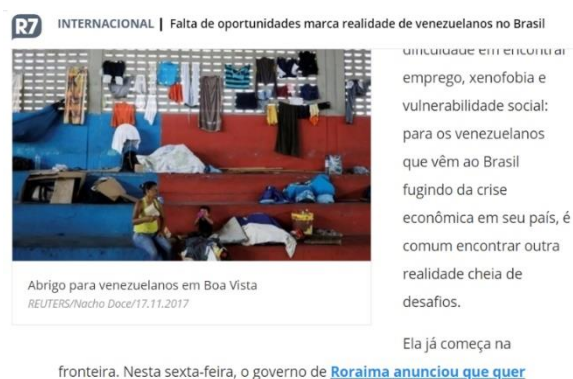 R7 INTERNACIONAL | Falta de oportunidades marca realidade de venezuelanos no Brasil
dificuldade em encontrar
emprego, xenofobia e
vulnerabilidade social:
para os venezuelanos
que vêm ao Brasil
fugindo da crise
econômica em seu país, é
comum encontrar outra
realidade cheia de
desafios.
Abrigo para venezuelanos em Boa Vista
REUTERS/Nacho Doce/17.11.2017
Ela já começa na
fronteira. Nesta sexta-feira, o governo de Roraima anunciou que quer